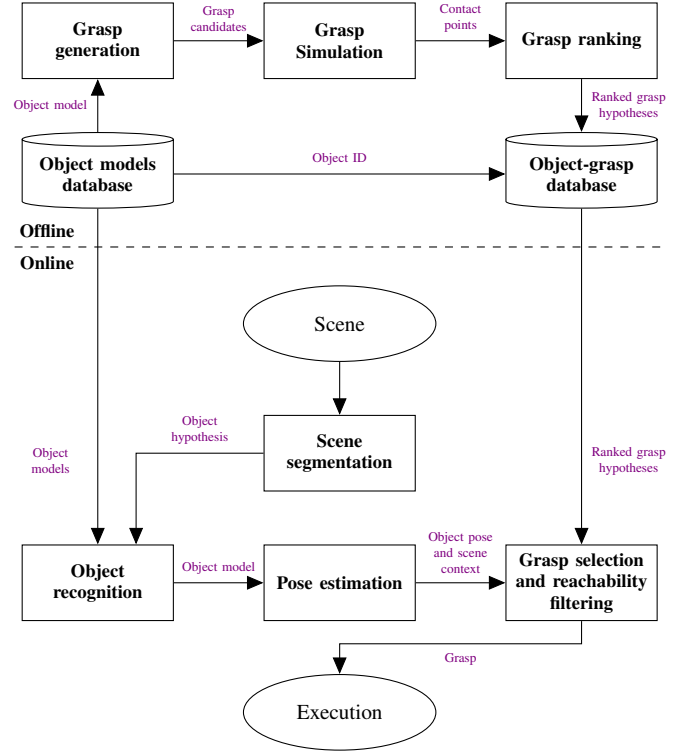 Grasp
generation
Grasp
candidates
Grasp
Simulation
Contact
points
Grasp ranking
Object model
Ranked grasp
hypotheses
Object models
database
Object ID
Object-grasp
database
Offline
Online
Scene
Object
hypothesis
Scene
segmentation
Object
models
Ranked grasp
hypotheses
Object
recognition
Object model
Pose estimation
Object pose
and scene
context
Grasp selection
and reachability
filtering
Grasp
Execution